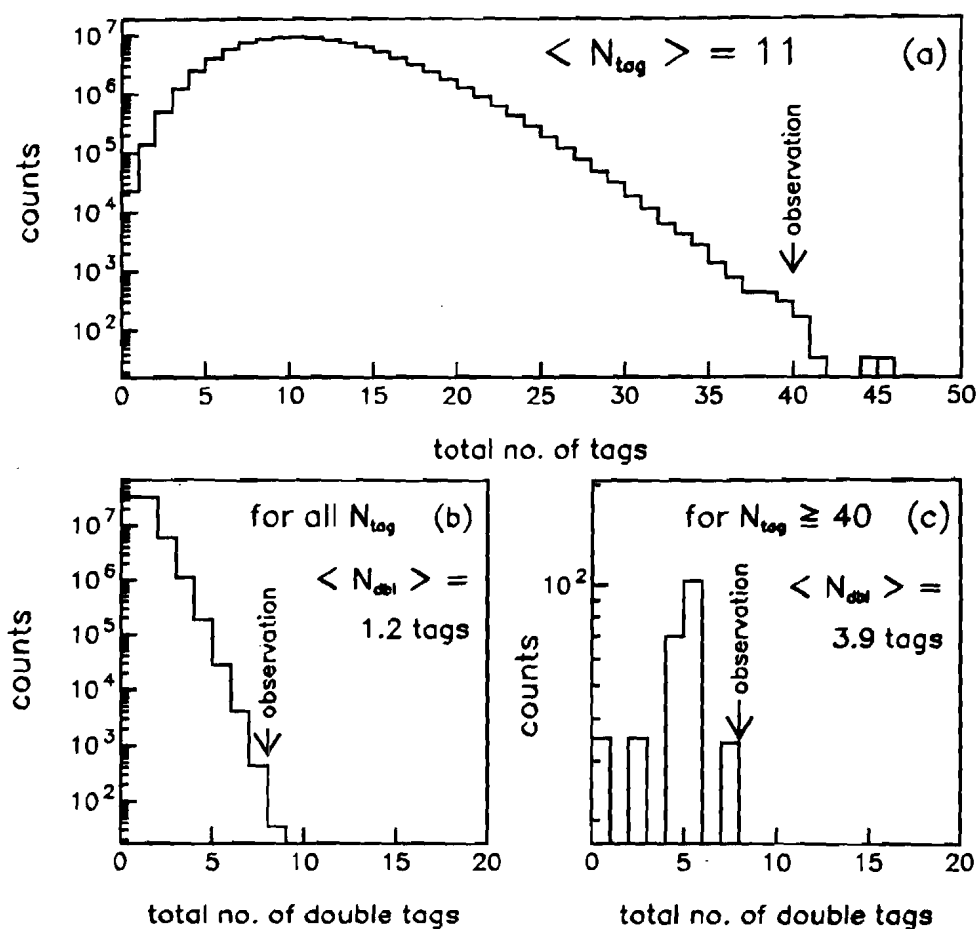 < N_tag > = 11 (a)
10^7
10^6
10^5
10^4
10^3
10^2
counts
observation
0 5 10 15 20 25 30 35 40 45 50
total no. of tags
for all N_tag (b)
< N_dbl > =
1.2 tags
10^7
10^6
10^5
10^4
10^3
10^2
counts
observation
0 5 10 15 20
total no. of double tags
for N_tag ≧ 40 (c)
< N_dbl > =
3.9 tags
10^2
counts
observation
0 5 10 15 20
total no. of double tags